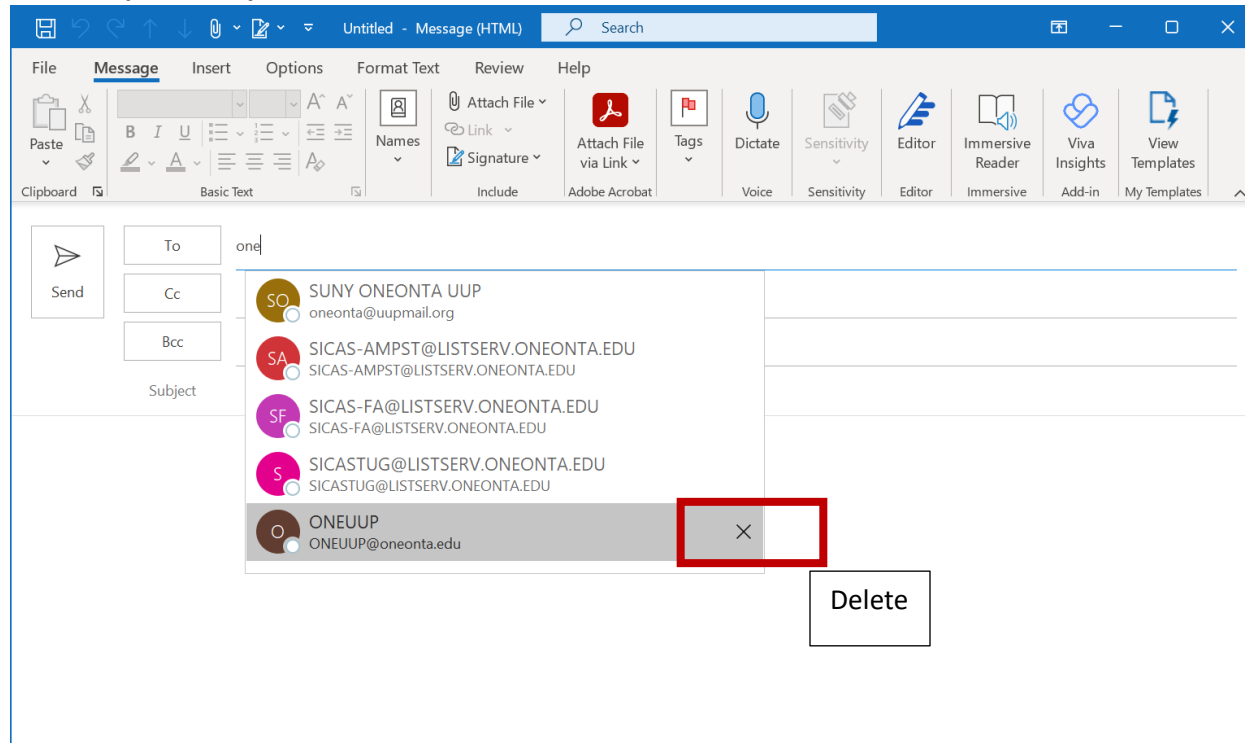 Untitled - Message (HTML) Search
File Message Insert Options Format Text Review Help
Paste
Clipboard
B I U
A
Basic Text
Names
Attach File
Link
Signature
Include
Attach File
via Link
Adobe Acrobat
Tags
Dictate
Voice
Sensitivity
Sensitivity
Editor
Editor
Immersive
Reader
Immersive
Viva
Insights
Add-in
View
Templates
My Templates
Send
To one
Cc
Bcc
Subject
SO
SUNY ONEONTA UUP
oneonta@uupmail.org
SA
SICAS-AMPST@LISTSERV.ONEONTA.EDU
SICAS-AMPST@LISTSERV.ONEONTA.EDU
SF
SICAS-FA@LISTSERV.ONEONTA.EDU
SICAS-FA@LISTSERV.ONEONTA.EDU
S
SICASTUG@LISTSERV.ONEONTA.EDU
SICASTUG@LISTSERV.ONEONTA.EDU
O
ONEUUP
ONEUUP@oneonta.edu
Delete